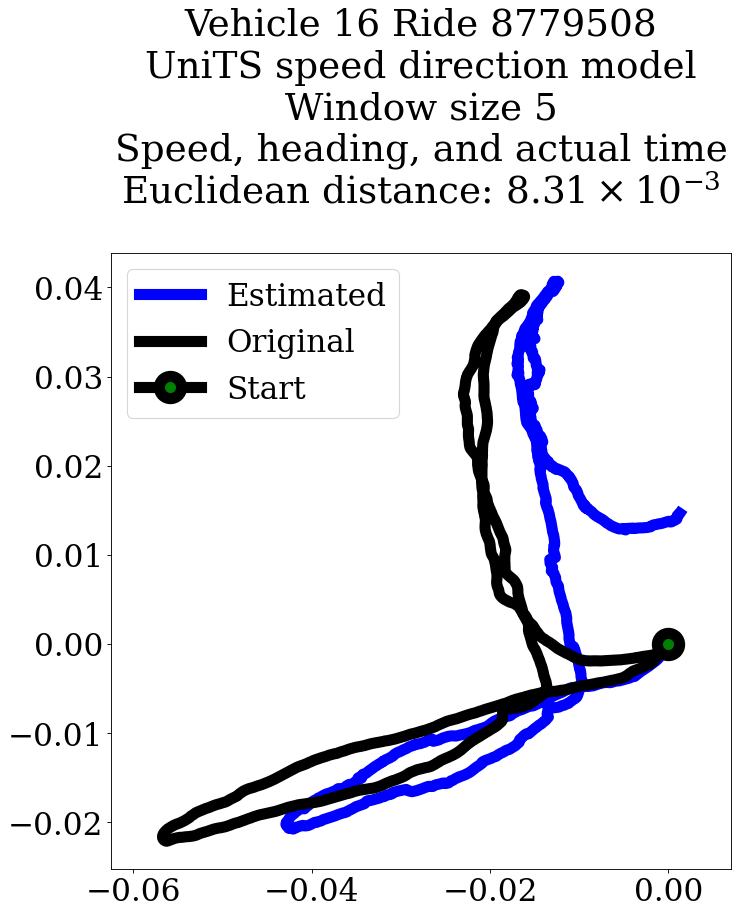 Vehicle 16 Ride 8779508
UniTS speed direction model
Window size 5
Speed, heading, and actual time
Euclidean distance: 8.31 × 10⁻³
Estimated
Original
Start
0.04
0.03
0.02
0.01
0.00
−0.01
−0.02
−0.06 −0.04 −0.02 0.00